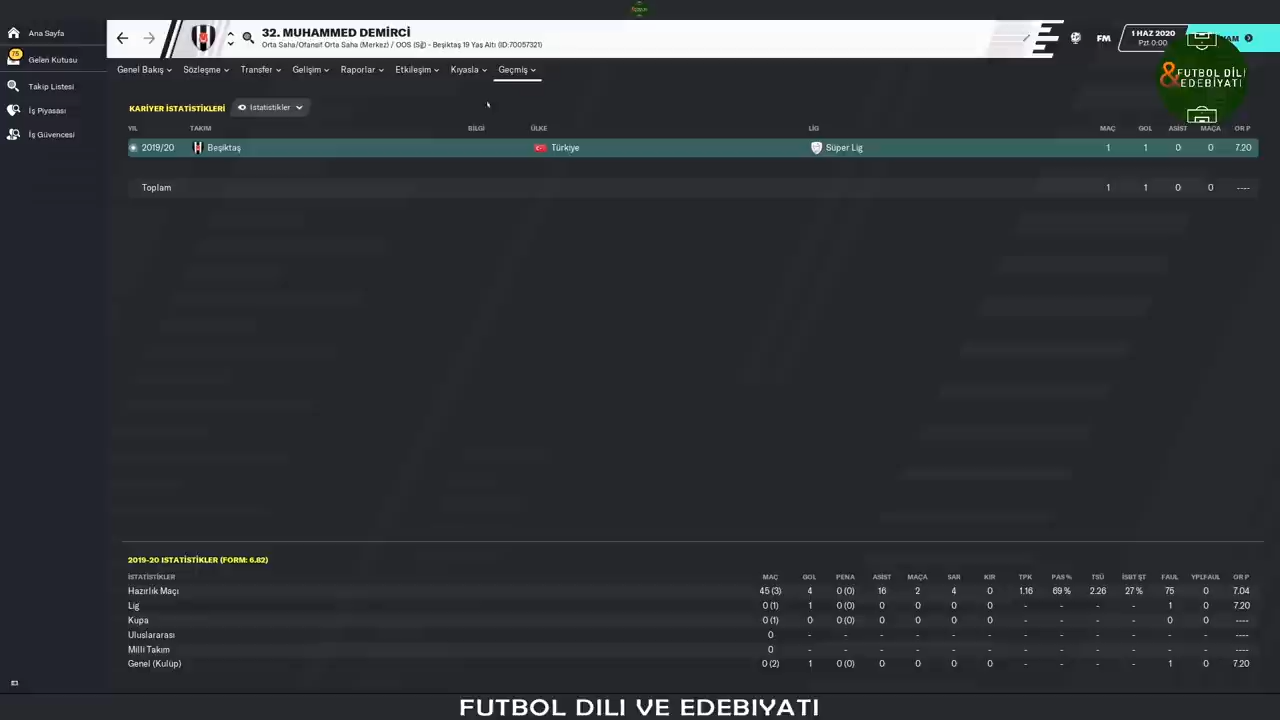 32. MUHAMMED DEMİRCİ
Orta Saha/Ofansif Orta Saha (Merkez) / OOS (Sğ) - Beşiktaş 19 Yaş Altı (ID:70057321)
FM
1 HAZ 2020
Pzt 0:00
FUTBOL DİLİ
& EDEBİYATI
Ana Sayfa
75
Gelen Kutusu
Takip Listesi
İş Piyasası
İş Güvencesi
Genel Bakış Sözleşme Transfer Gelişim Raporlar Etkileşim Kıyasla Geçmiş
KARİYER İSTATİSTİKLERİ İstatistikler
YIL TAKIM BİLGİ ÜLKE LİG MAÇ GOL ASİST MAÇA OR P
2019/20 Beşiktaş Türkiye Süper Lig 1 1 0 0 7.20
Toplam 1 1 0 0 ----
2019-20 ISTATİSTİKLER (FORM: 6.82)
İSTATİSTİKLER MAÇ GOL PENA ASİST MAÇA SAR KIR TPK PAS % TSÜ İSBT ŞT FAUL YPLFAUL OR P
Hazırlık Maçı 45 (3) 4 0 (0) 16 2 4 0 1.16 69 % 2.26 27 % 75 0 7.04
Lig 0 (1) 1 0 (0) 0 0 0 0 - - - - 1 0 7.20
Kupa 0 (1) 0 0 (0) 0 0 0 0 - - - - 0 0 ----
Uluslararası 0 - - - - - - - - - - - - ----
Milli Takım 0 - - - - - - - - - - - - ----
Genel (Kulüp) 0 (2) 1 0 (0) 0 0 0 0 - - - - 1 0 7.20
FUTBOL DILI VE EDEBIYATI